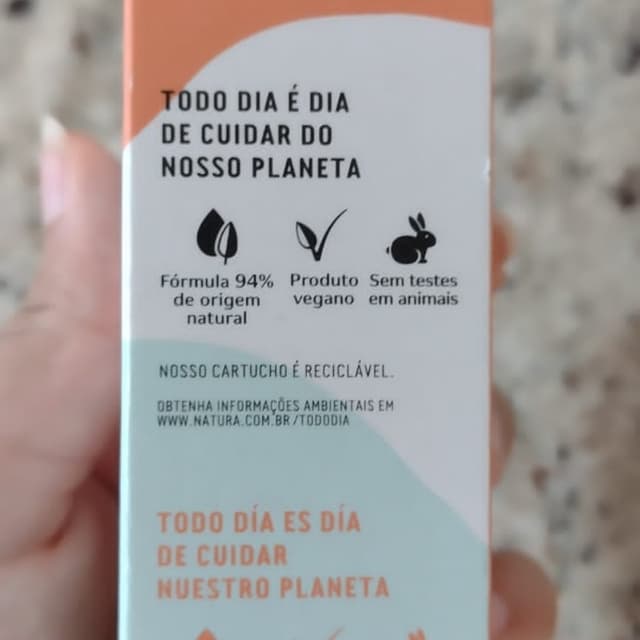 TODO DIA É DIA
DE CUIDAR DO
NOSSO PLANETA
Fórmula 94%
de origem
natural
Produto
vegano
Sem testes
em animais
NOSSO CARTUCHO É RECICLÁVEL.
OBTENHA INFORMAÇÕES AMBIENTAIS EM
WWW.NATURA.COM.BR/TODODIA
TODO DÍA ES DÍA
DE CUIDAR
NUESTRO PLANETA